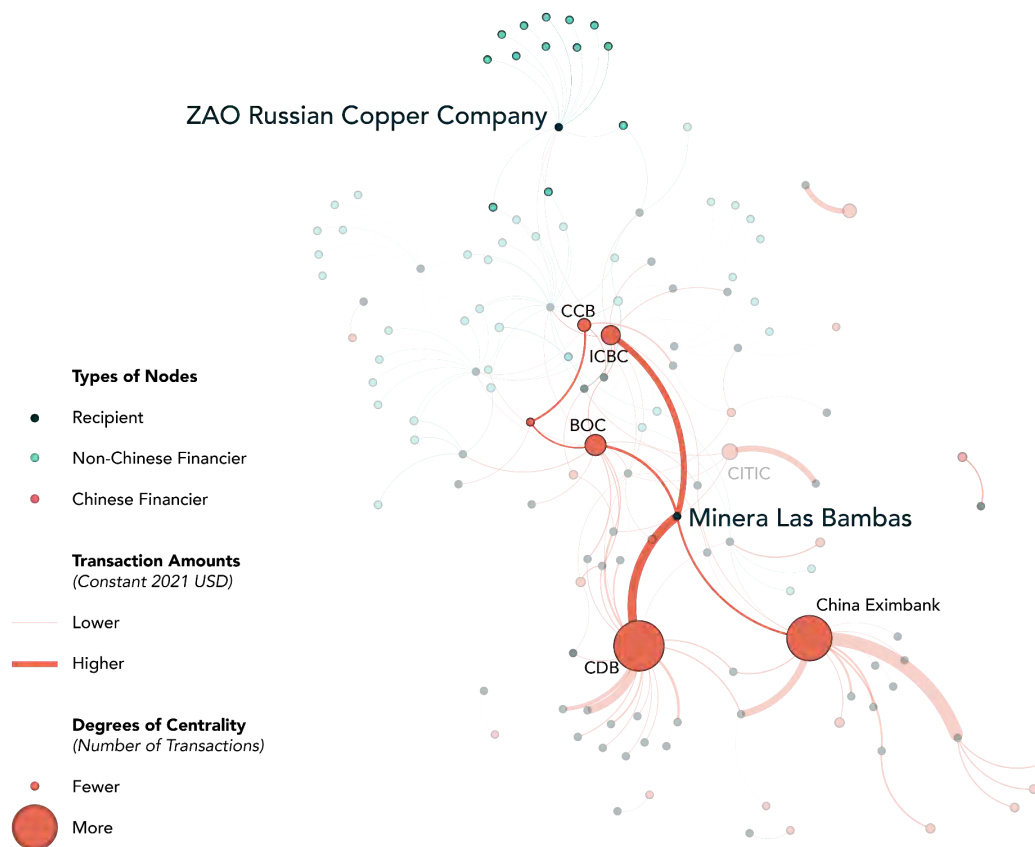 ZAO Russian Copper Company
CCB
ICBC
BOC
CITIC
Minera Las Bambas
China Eximbank
CDB
Types of Nodes
Recipient
Non-Chinese Financier
Chinese Financier
Transaction Amounts
(Constant 2021 USD)
Lower
Higher
Degrees of Centrality
(Number of Transactions)
Fewer
More